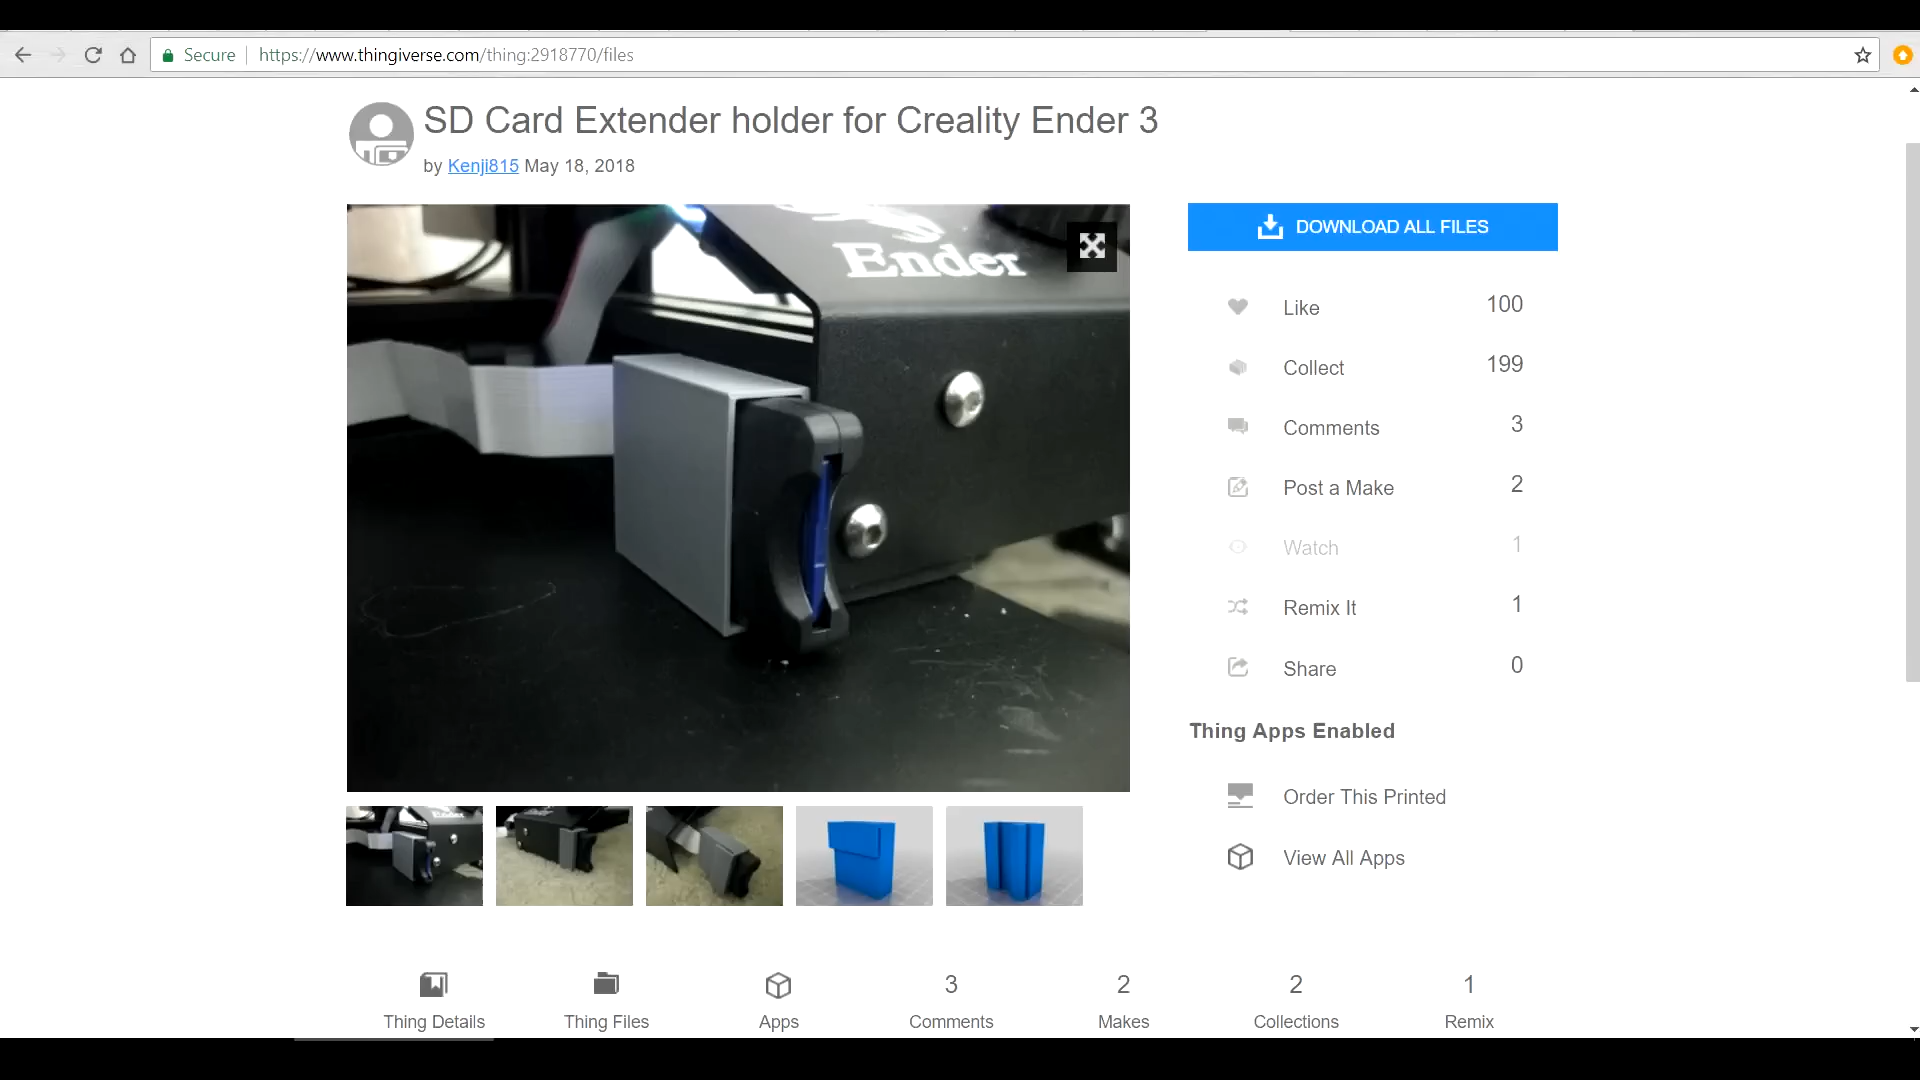 Secure
https://www.thingiverse.com/thing:2918770/files
SD Card Extender holder for Creality Ender 3
by Kenji815 May 18, 2018
Ender
DOWNLOAD ALL FILES
Like 100
Collect 199
Comments 3
Post a Make 2
Watch 1
Remix It 1
Share 0
Thing Apps Enabled
Order This Printed
View All Apps
Ender
3 2 2 1
Thing Details Thing Files Apps Comments Makes Collections Remix